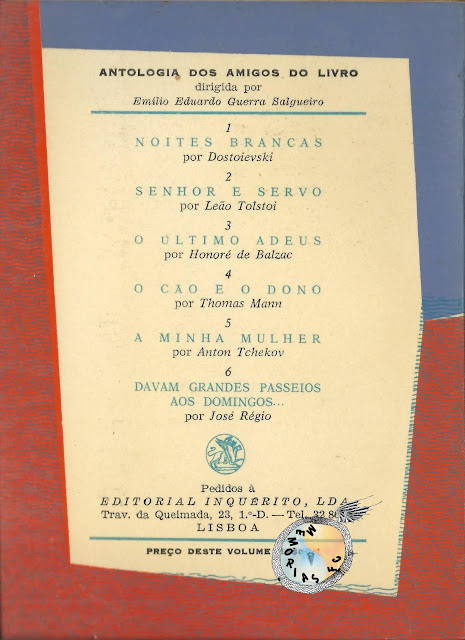 ANTOLOGIA DOS AMIGOS DO LIVRO
dirigida por
Emílio Eduardo Guerra Salgueiro
1
NOITES BRANCAS
por Dostoievski
2
SENHOR E SERVO
por Leão Tolstoi
3
O ÚLTIMO ADEUS
por Honoré de Balzac
4
O CÃO E O DONO
por Thomas Mann
5
A MINHA MULHER
por Anton Tchekov
6
DAVAM GRANDES PASSEIOS
AOS DOMINGOS...
por José Régio
Pedidos à
EDITORIAL INQUÉRITO, LDA.
Trav. da Queimada, 23, 1.º-D. — Tel. 32
LISBOA
PREÇO DESTE VOLUME
MEMÓRIAS